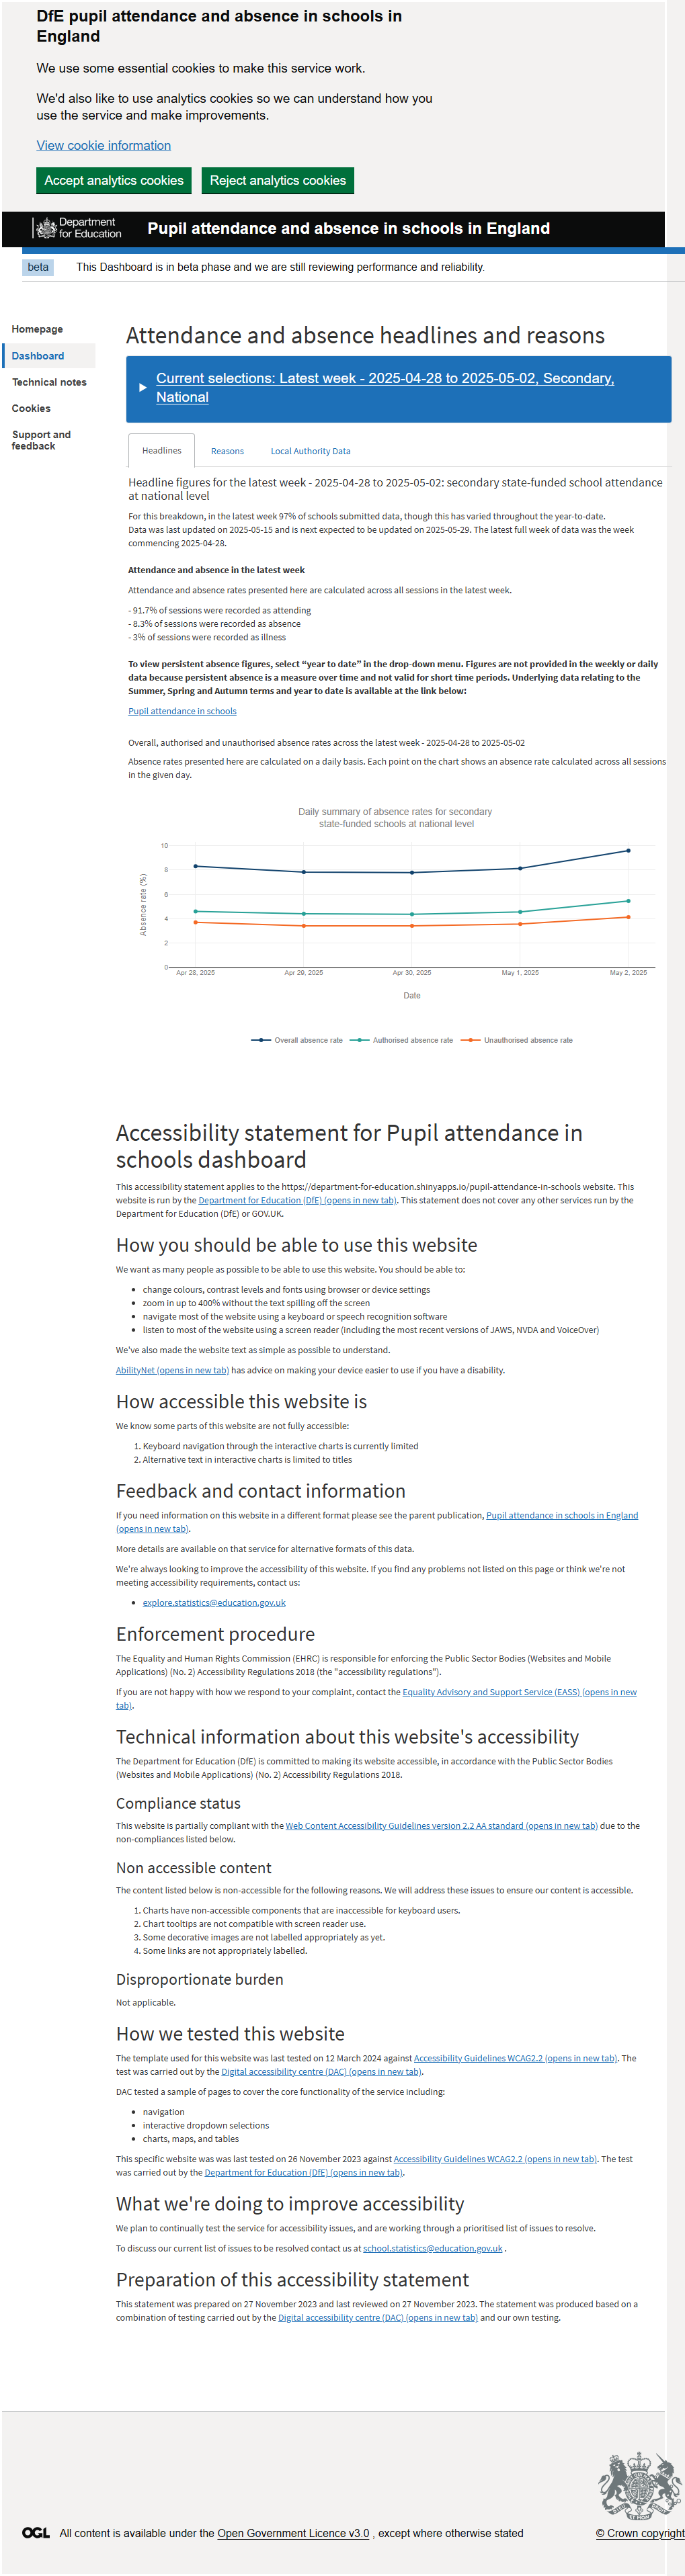 DfE pupil attendance and absence in schools in
England
We use some essential cookies to make this service work.
We'd also like to use analytics cookies so we can understand how you
use the service and make improvements.
View cookie information
Accept analytics cookies
Reject analytics cookies
Department
for Education
Pupil attendance and absence in schools in England
beta
This Dashboard is in beta phase and we are still reviewing performance and reliability.
Homepage
Dashboard
Technical notes
Cookies
Support and
feedback
Attendance and absence headlines and reasons
Current selections: Latest week - 2025-04-28 to 2025-05-02, Secondary,
National
Headlines
Reasons
Local Authority Data
Headline figures for the latest week - 2025-04-28 to 2025-05-02: secondary state-funded school attendance
at national level
For this breakdown, in the latest week 97% of schools submitted data, though this has varied throughout the year-to-date.
Data was last updated on 2025-05-15 and is next expected to be updated on 2025-05-29. The latest full week of data was the week
commencing 2025-04-28.
Attendance and absence in the latest week
Attendance and absence rates presented here are calculated across all sessions in the latest week.
- 91.7% of sessions were recorded as attending
- 8.3% of sessions were recorded as absence
- 3% of sessions were recorded as illness
To view persistent absence figures, select “year to date” in the drop-down menu. Figures are not provided in the weekly or daily
data because persistent absence is a measure over time and not valid for short time periods. Underlying data relating to the
Summer, Spring and Autumn terms and year to date is available at the link below:
Pupil attendance in schools
Overall, authorised and unauthorised absence rates across the latest week - 2025-04-28 to 2025-05-02
Absence rates presented here are calculated on a daily basis. Each point on the chart shows an absence rate calculated across all sessions
in the given day.
Daily summary of absence rates for secondary
state-funded schools at national level
Absence rate (%)
10
8
6
4
2
0
Apr 28, 2025
Apr 29, 2025
Apr 30, 2025
May 1, 2025
May 2, 2025
Date
Overall absence rate
Authorised absence rate
Unauthorised absence rate
Accessibility statement for Pupil attendance in
schools dashboard
This accessibility statement applies to the https://department-for-education.shinyapps.io/pupil-attendance-in-schools website. This
website is run by the Department for Education (DfE) (opens in new tab). This statement does not cover any other services run by the
Department for Education (DfE) or GOV.UK.
How you should be able to use this website
We want as many people as possible to be able to use this website. You should be able to:
• change colours, contrast levels and fonts using browser or device settings
• zoom in up to 400% without the text spilling off the screen
• navigate most of the website using a keyboard or speech recognition software
• listen to most of the website using a screen reader (including the most recent versions of JAWS, NVDA and VoiceOver)
We've also made the website text as simple as possible to understand.
AbilityNet (opens in new tab) has advice on making your device easier to use if you have a disability.
How accessible this website is
We know some parts of this website are not fully accessible:
1. Keyboard navigation through the interactive charts is currently limited
2. Alternative text in interactive charts is limited to titles
Feedback and contact information
If you need information on this website in a different format please see the parent publication, Pupil attendance in schools in England
(opens in new tab).
More details are available on that service for alternative formats of this data.
We're always looking to improve the accessibility of this website. If you find any problems not listed on this page or think we're not
meeting accessibility requirements, contact us:
• explore.statistics@education.gov.uk
Enforcement procedure
The Equality and Human Rights Commission (EHRC) is responsible for enforcing the Public Sector Bodies (Websites and Mobile
Applications) (No. 2) Accessibility Regulations 2018 (the "accessibility regulations").
If you are not happy with how we respond to your complaint, contact the Equality Advisory and Support Service (EASS) (opens in new
tab).
Technical information about this website's accessibility
The Department for Education (DfE) is committed to making its website accessible, in accordance with the Public Sector Bodies
(Websites and Mobile Applications) (No. 2) Accessibility Regulations 2018.
Compliance status
This website is partially compliant with the Web Content Accessibility Guidelines version 2.2 AA standard (opens in new tab) due to the
non-compliances listed below.
Non accessible content
The content listed below is non-accessible for the following reasons. We will address these issues to ensure our content is accessible.
1. Charts have non-accessible components that are inaccessible for keyboard users.
2. Chart tooltips are not compatible with screen reader use.
3. Some decorative images are not labelled appropriately as yet.
4. Some links are not appropriately labelled.
Disproportionate burden
Not applicable.
How we tested this website
The template used for this website was last tested on 12 March 2024 against Accessibility Guidelines WCAG2.2 (opens in new tab). The
test was carried out by the Digital accessibility centre (DAC) (opens in new tab).
DAC tested a sample of pages to cover the core functionality of the service including:
• navigation
• interactive dropdown selections
• charts, maps, and tables
This specific website was was last tested on 26 November 2023 against Accessibility Guidelines WCAG2.2 (opens in new tab). The test
was carried out by the Department for Education (DfE) (opens in new tab).
What we're doing to improve accessibility
We plan to continually test the service for accessibility issues, and are working through a prioritised list of issues to resolve.
To discuss our current list of issues to be resolved contact us at school.statistics@education.gov.uk .
Preparation of this accessibility statement
This statement was prepared on 27 November 2023 and last reviewed on 27 November 2023. The statement was produced based on a
combination of testing carried out by the Digital accessibility centre (DAC) (opens in new tab) and our own testing.
OGL
All content is available under the Open Government Licence v3.0 , except where otherwise stated
© Crown copyright